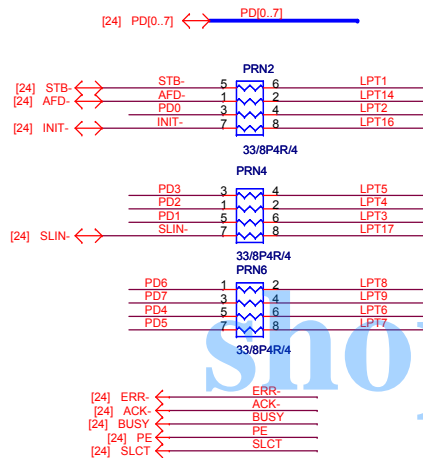 [24] PD[0..7] PD[0..7]
PRN2
[24] STB- STB- 5 6 LPT1
[24] AFD- AFD- 1 2 LPT14
PD0 3 4 LPT2
[24] INIT- INIT- 7 8 LPT16
33/8P4R/4
PRN4
PD3 3 4 LPT5
PD2 1 2 LPT4
PD1 5 6 LPT3
[24] SLIN- SLIN- 7 8 LPT17
33/8P4R/4
PRN6
PD6 1 2 LPT8
PD7 3 4 LPT9
PD4 5 6 LPT6
PD5 7 8 LPT7
33/8P4R/4
sho
[24] ERR- ERR-
[24] ACK- ACK-
[24] BUSY BUSY
[24] PE PE
[24] SLCT SLCT